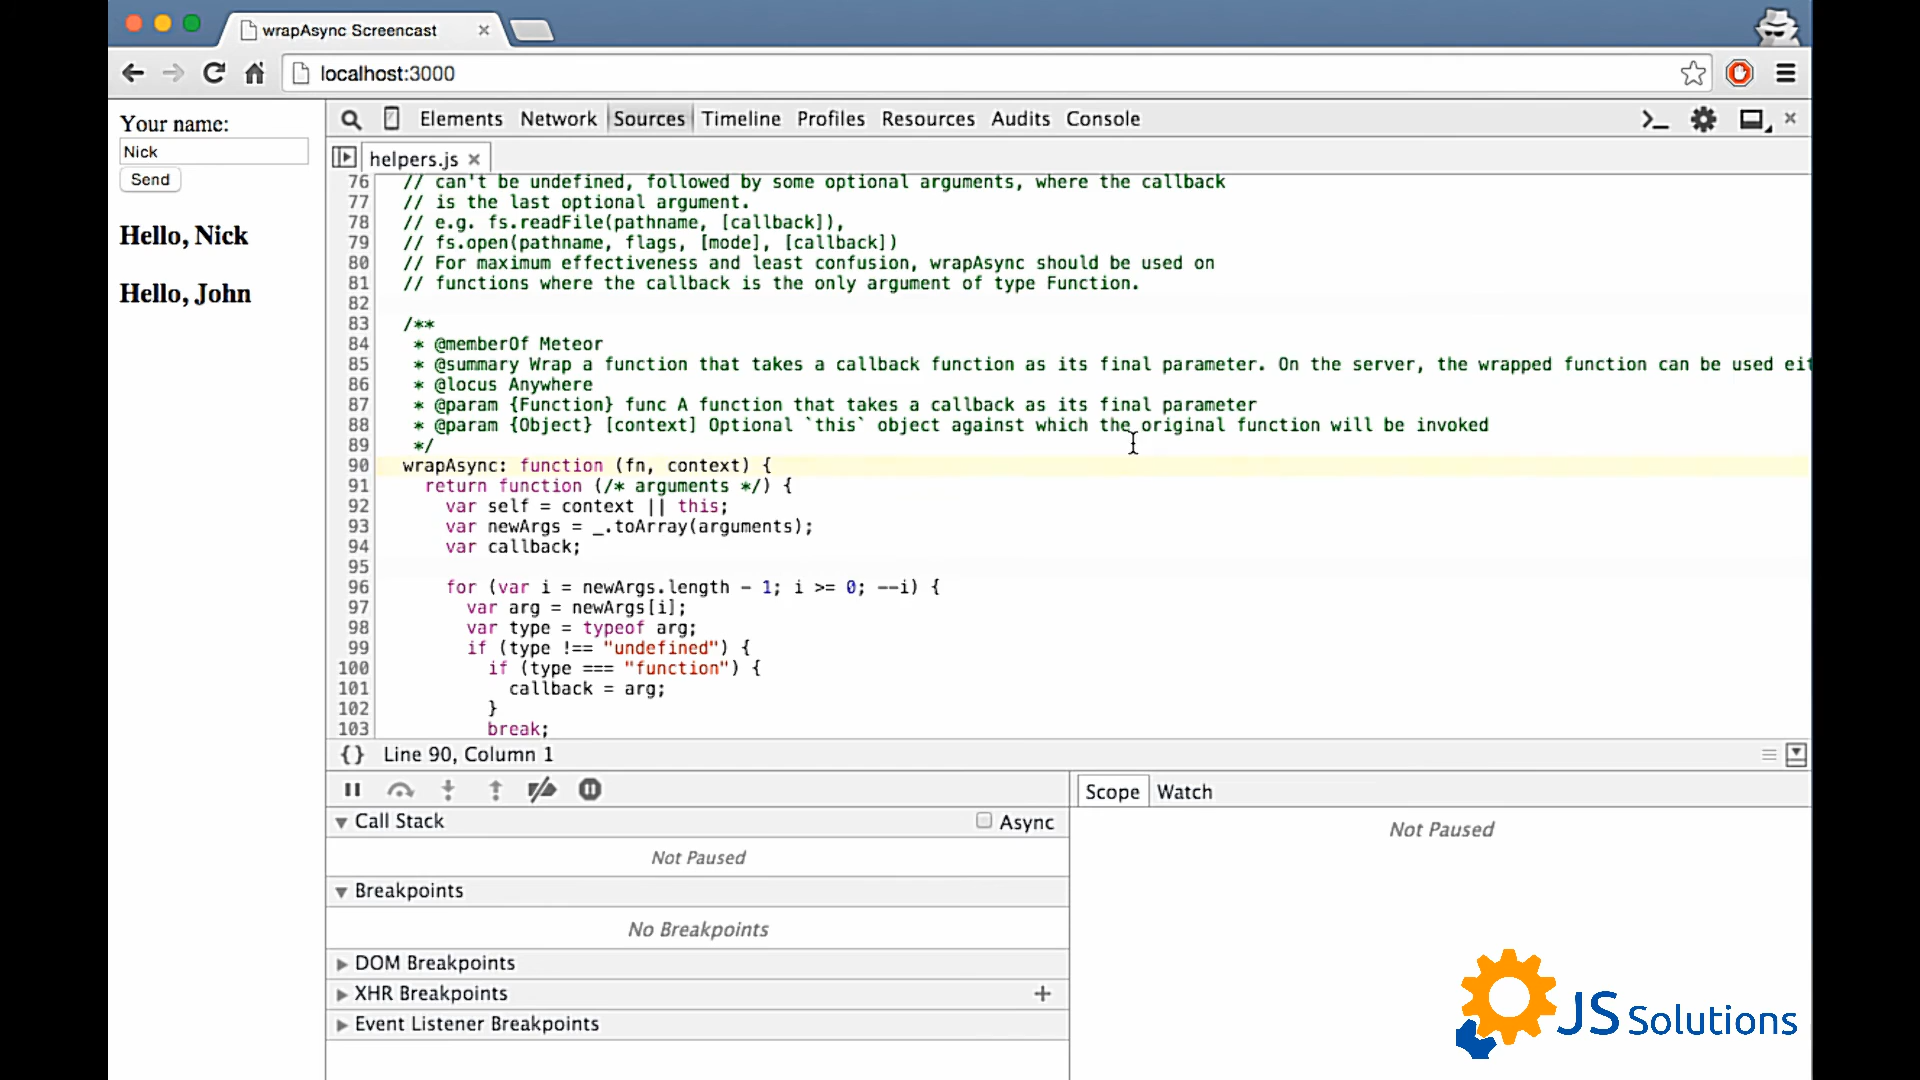 wrapAsync Screencast
localhost:3000
Your name:
Nick
Send
Hello, Nick
Hello, John
Elements Network Sources Timeline Profiles Resources Audits Console
helpers.js
76 // can't be undefined, followed by some optional arguments, where the callback
77 // is the last optional argument.
78 // e.g. fs.readFile(pathname, [callback]),
79 // fs.open(pathname, flags, [mode], [callback])
80 // For maximum effectiveness and least confusion, wrapAsync should be used on
81 // functions where the callback is the only argument of type Function.
82
83 /**
84 * @memberOf Meteor
85 * @summary Wrap a function that takes a callback function as its final parameter. On the server, the wrapped function can be used eit
86 * @locus Anywhere
87 * @param {Function} func A function that takes a callback as its final parameter
88 * @param {Object} [context] Optional `this` object against which the original function will be invoked
89 */
90 wrapAsync: function (fn, context) {
91 return function (/* arguments */) {
92 var self = context || this;
93 var newArgs = _.toArray(arguments);
94 var callback;
95
96 for (var i = newArgs.length - 1; i >= 0; --i) {
97 var arg = newArgs[i];
98 var type = typeof arg;
99 if (type !== "undefined") {
100 if (type === "function") {
101 callback = arg;
102 }
103 break;
{} Line 90, Column 1
Call Stack
Async
Not Paused
Breakpoints
No Breakpoints
DOM Breakpoints
XHR Breakpoints
Event Listener Breakpoints
Scope Watch
Not Paused
JS Solutions